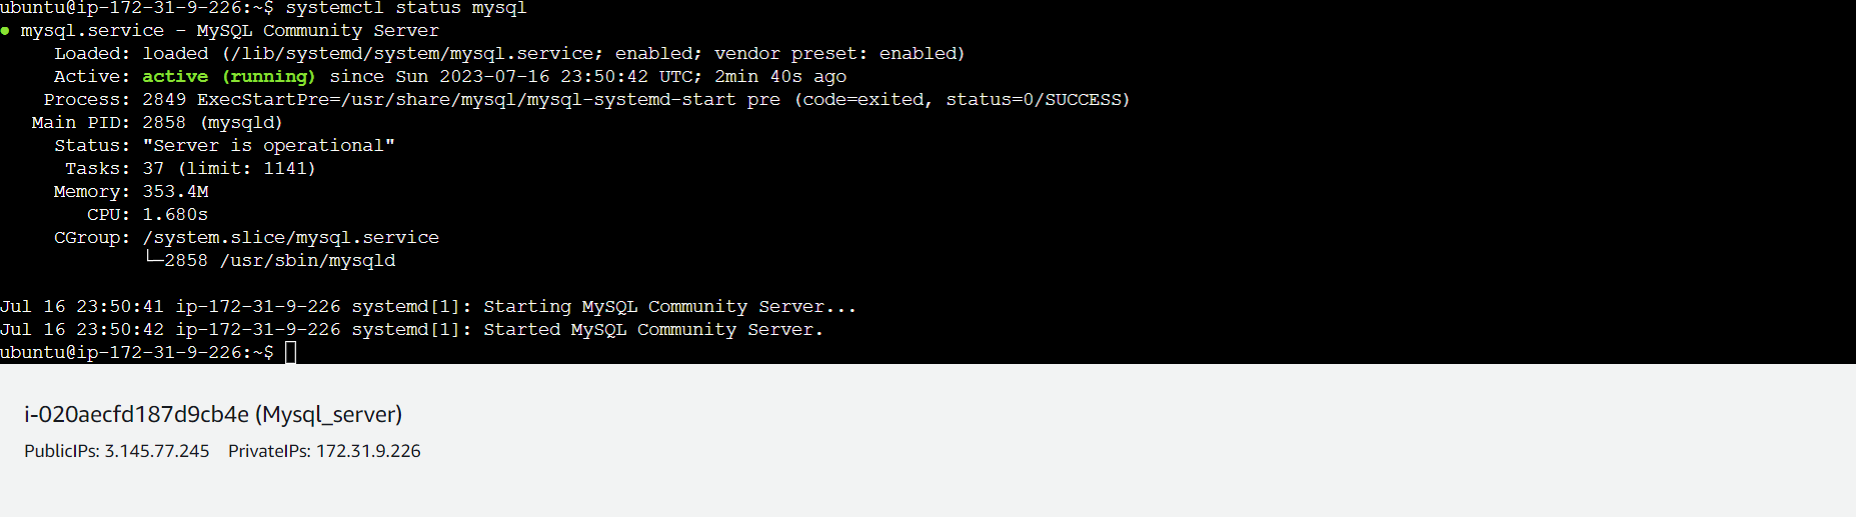 ubuntu@ip-172-31-9-226:~$ systemctl status mysql
● mysql.service - MySQL Community Server
     Loaded: loaded (/lib/systemd/system/mysql.service; enabled; vendor preset: enabled)
     Active: active (running) since Sun 2023-07-16 23:50:42 UTC; 2min 40s ago
    Process: 2849 ExecStartPre=/usr/share/mysql/mysql-systemd-start pre (code=exited, status=0/SUCCESS)
   Main PID: 2858 (mysqld)
     Status: "Server is operational"
      Tasks: 37 (limit: 1141)
     Memory: 353.4M
        CPU: 1.680s
     CGroup: /system.slice/mysql.service
             └─2858 /usr/sbin/mysqld
Jul 16 23:50:41 ip-172-31-9-226 systemd[1]: Starting MySQL Community Server...
Jul 16 23:50:42 ip-172-31-9-226 systemd[1]: Started MySQL Community Server.
ubuntu@ip-172-31-9-226:~$
i-020aecfd187d9cb4e (Mysql_server)
PublicIPs: 3.145.77.245 PrivateIPs: 172.31.9.226